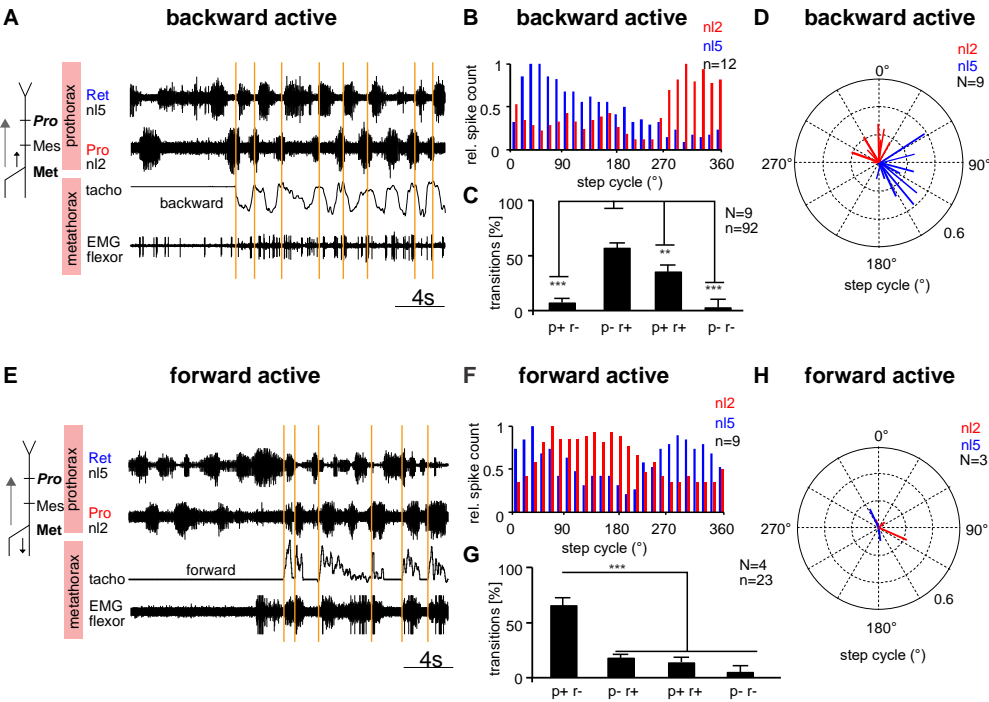 A
backward active
prothorax
metathorax
Ret
nl5
Pro
nl2
tacho
EMG
flexor
Pro
Mes
Met
backward
4s
B
backward active
nl2
nl5
n=12
rel. spike count
1
0.5
0
0 90 180 270 360
step cycle (°)
C
transitions [%]
100
50
0
N=9
n=92
***
**
***
p+ r- p- r+ p+ r+ p- r-
D
backward active
nl2
nl5
N=9
0°
270°
90°
0.6
180°
step cycle (°)
E
forward active
prothorax
metathorax
Ret
nl5
Pro
nl2
tacho
EMG
flexor
Pro
Mes
Met
forward
4s
F
forward active
nl2
nl5
n=9
rel. spike count
1
0.5
0
0 90 180 270 360
step cycle (°)
G
transitions [%]
100
50
0
N=4
n=23
***
p+ r- p- r+ p+ r+ p- r-
H
forward active
nl2
nl5
N=3
0°
270°
90°
0.6
180°
step cycle (°)